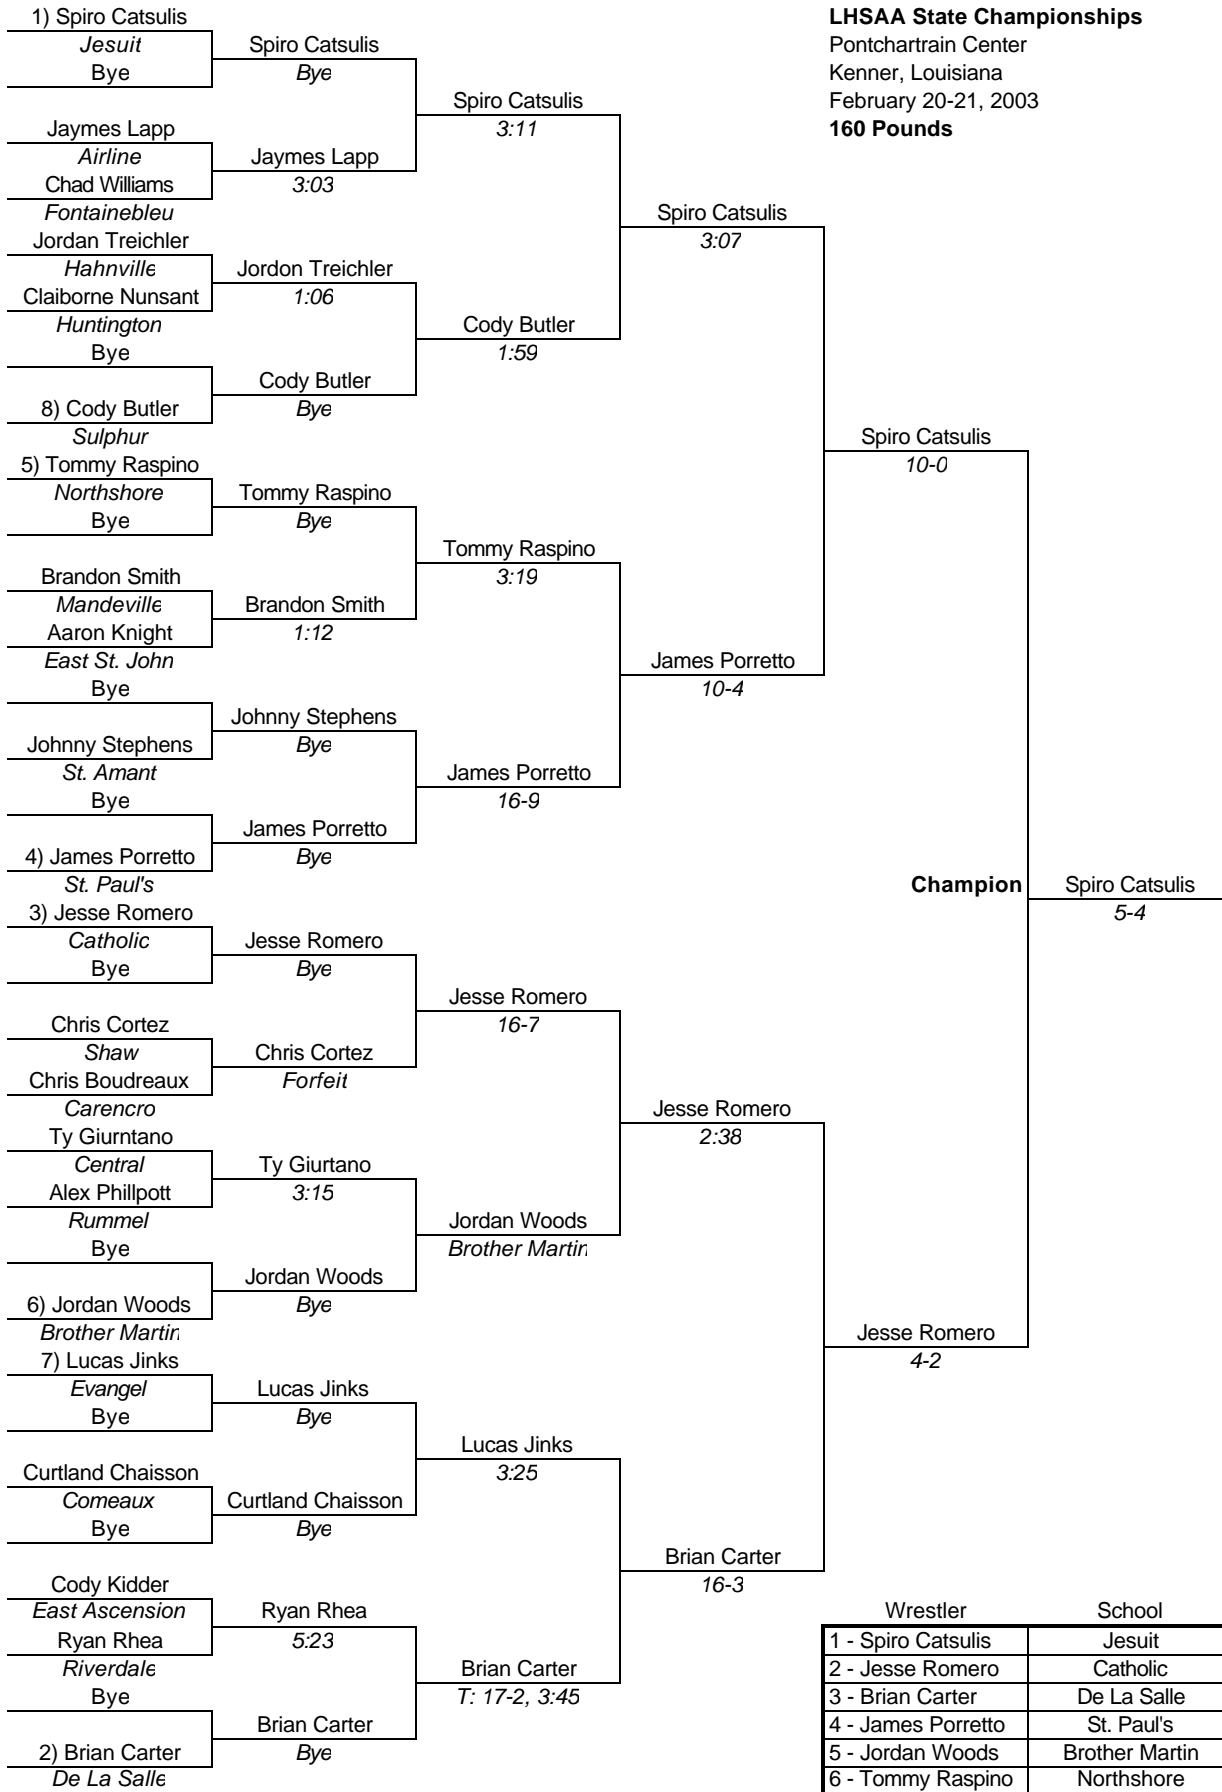 LHSAA State Championships
Pontchartrain Center
Kenner, Louisiana
February 20-21, 2003
160 Pounds
1) Spiro Catsulis
Jesuit
Bye
Jaymes Lapp
Airline
Chad Williams
Fontainebleu
Jordan Treichler
Hahnville
Claiborne Nunsant
Huntington
Bye
8) Cody Butler
Sulphur
5) Tommy Raspino
Northshore
Bye
Brandon Smith
Mandeville
Aaron Knight
East St. John
Bye
Johnny Stephens
St. Amant
Bye
4) James Porretto
St. Paul's
3) Jesse Romero
Catholic
Bye
Chris Cortez
Shaw
Chris Boudreaux
Carencro
Ty Giurntano
Central
Alex Phillpott
Rummel
Bye
6) Jordan Woods
Brother Martin
7) Lucas Jinks
Evangel
Bye
Curtland Chaisson
Comeaux
Bye
Cody Kidder
East Ascension
Ryan Rhea
Riverdale
Bye
2) Brian Carter
De La Salle
Spiro Catsulis
Bye
Jaymes Lapp
3:03
Jordon Treichler
1:06
Cody Butler
Bye
Tommy Raspino
Bye
Brandon Smith
1:12
Johnny Stephens
Bye
James Porretto
Bye
Jesse Romero
Bye
Chris Cortez
Forfeit
Ty Giurtano
3:15
Jordan Woods
Bye
Lucas Jinks
Bye
Curtland Chaisson
Bye
Ryan Rhea
5:23
Brian Carter
Bye
Spiro Catsulis
3:11
Cody Butler
1:59
Tommy Raspino
3:19
James Porretto
16-9
Jesse Romero
16-7
Jordan Woods
Brother Martin
Lucas Jinks
3:25
Brian Carter
T: 17-2, 3:45
Spiro Catsulis
3:07
James Porretto
10-4
Jesse Romero
2:38
Brian Carter
16-3
Spiro Catsulis
10-0
Jesse Romero
4-2
Champion
Spiro Catsulis
5-4
Wrestler School
1 - Spiro Catsulis Jesuit
2 - Jesse Romero Catholic
3 - Brian Carter De La Salle
4 - James Porretto St. Paul's
5 - Jordan Woods Brother Martin
6 - Tommy Raspino Northshore